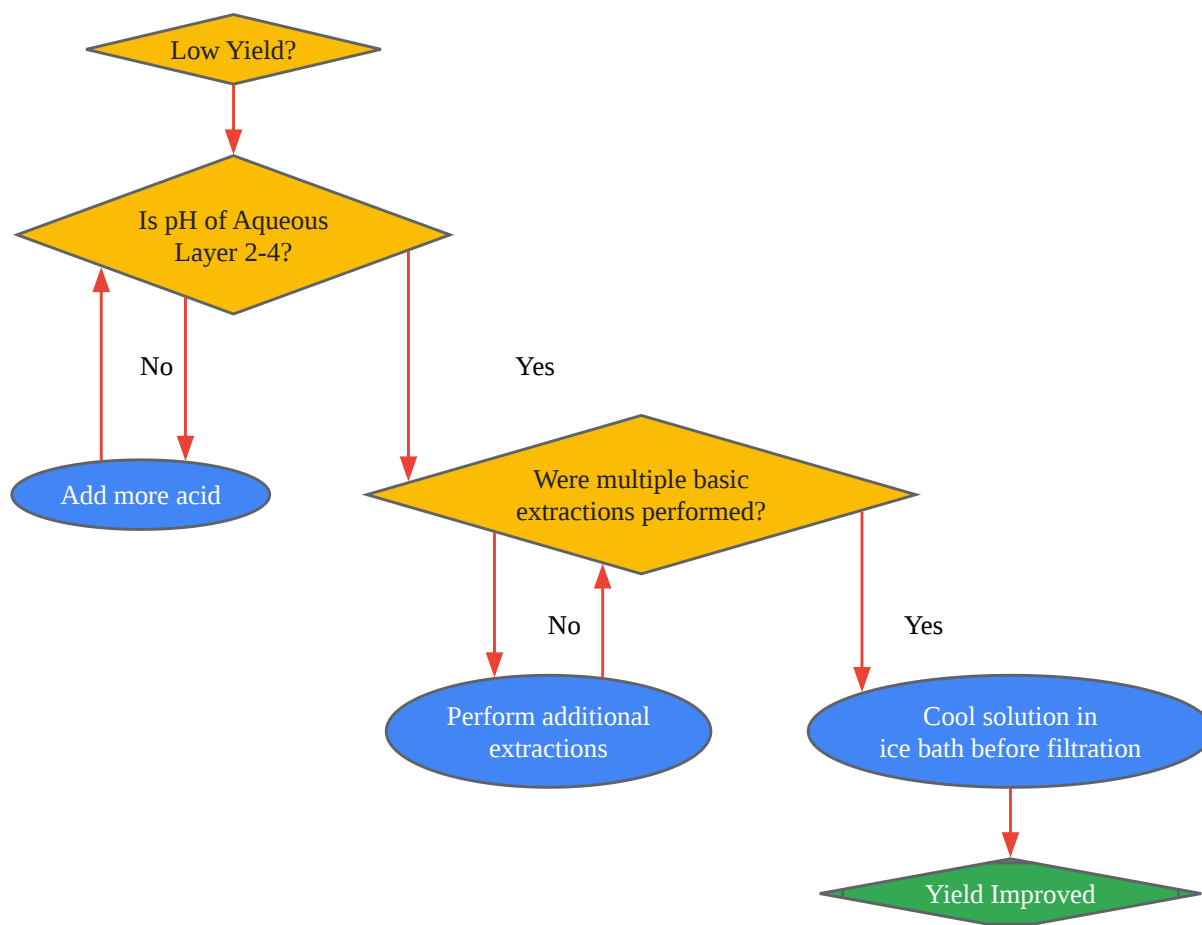 Low Yield?
Is pH of Aqueous
Layer 2-4?
No
Yes
Add more acid
Were multiple basic
extractions performed?
No
Yes
Perform additional
extractions
Cool solution in
ice bath before filtration
Yield Improved